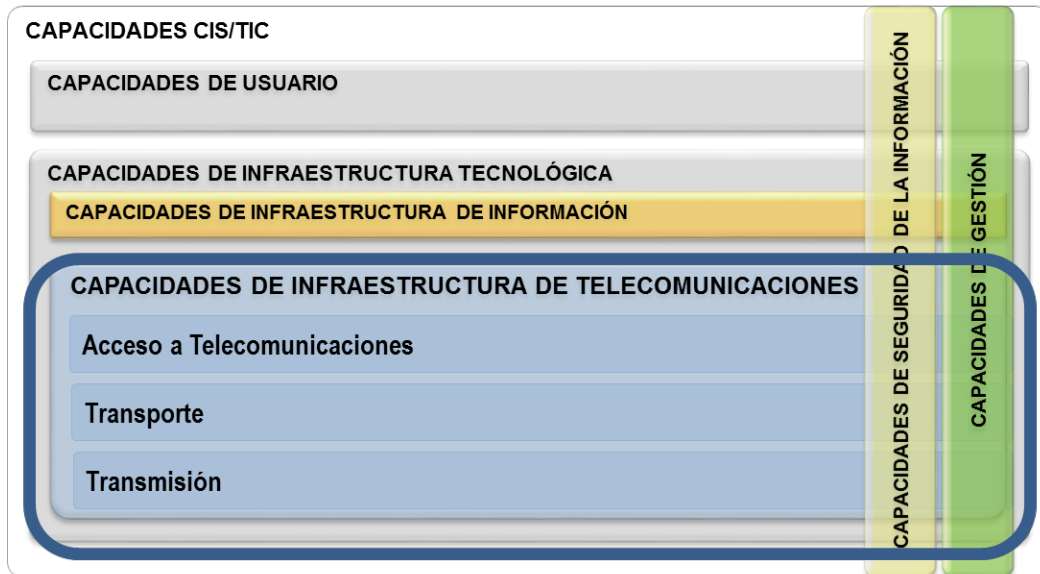 CAPACIDADES CIS/TIC
CAPACIDADES DE USUARIO
CAPACIDADES DE INFRAESTRUCTURA TECNOLÓGICA
CAPACIDADES DE INFRAESTRUCTURA DE INFORMACIÓN
CAPACIDADES DE INFRAESTRUCTURA DE TELECOMUNICACIONES
Acceso a Telecomunicaciones
Transporte
Transmisión
CAPACIDADES DE SEGURIDAD DE LA INFORMACIÓN
CAPACIDADES DE GESTIÓN